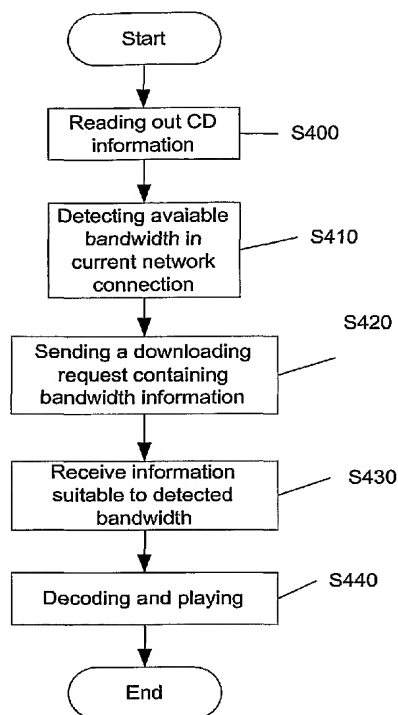 Start
Reading out CD
information
S400
Detecting avaiable
bandwidth in
current network
connection
S410
Sending a downloading
request containing
bandwidth information
S420
Receive information
suitable to detected
bandwidth
S430
Decoding and playing
S440
End